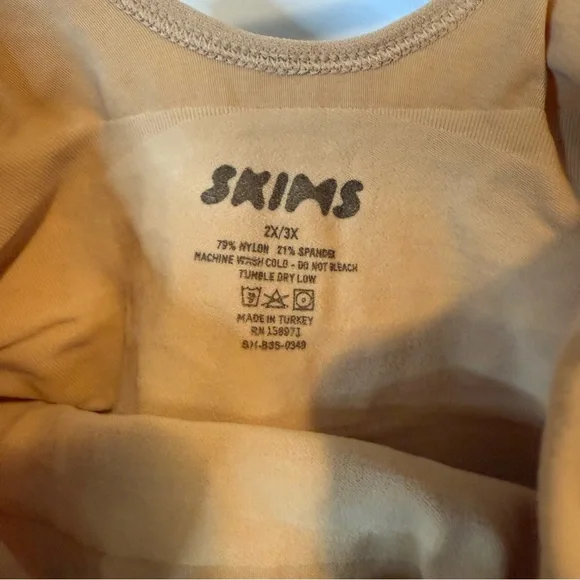 SKIMS
2X/3X
79% NYLON 21% SPANDEX
MACHINE WASH COLD - DO NOT BLEACH
TUMBLE DRY LOW
MADE IN TURKEY
RN 158971
SH-BSS-0349